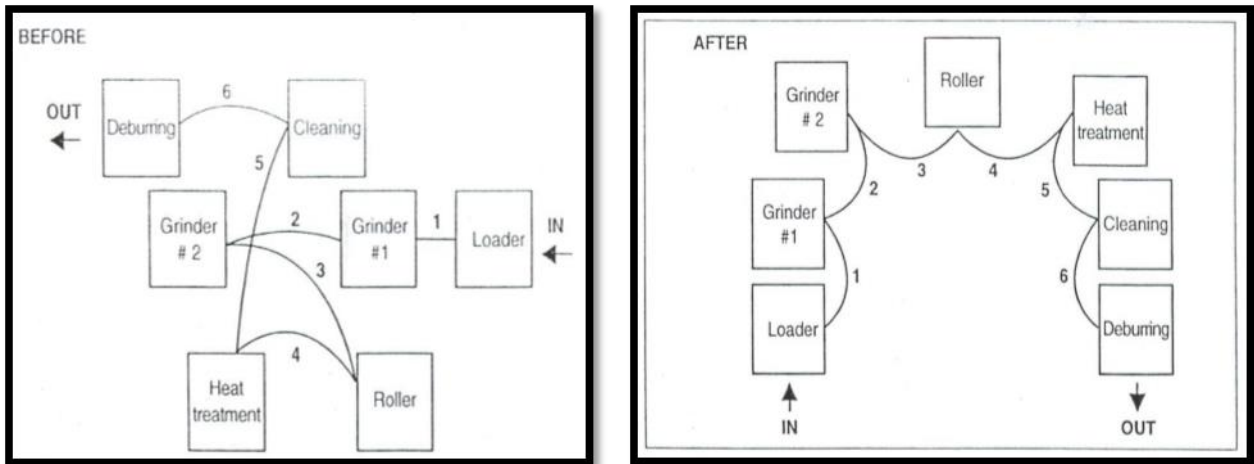 BEFORE
6
OUT
Deburring
Cleaning
5
Grinder
# 2
2
Grinder
#1
1
Loader
IN
3
4
Heat
treatment
Roller
AFTER
Grinder
# 2
Roller
Heat
treatment
3
4
2
5
Grinder
#1
Cleaning
1
6
Loader
Deburring
IN
OUT